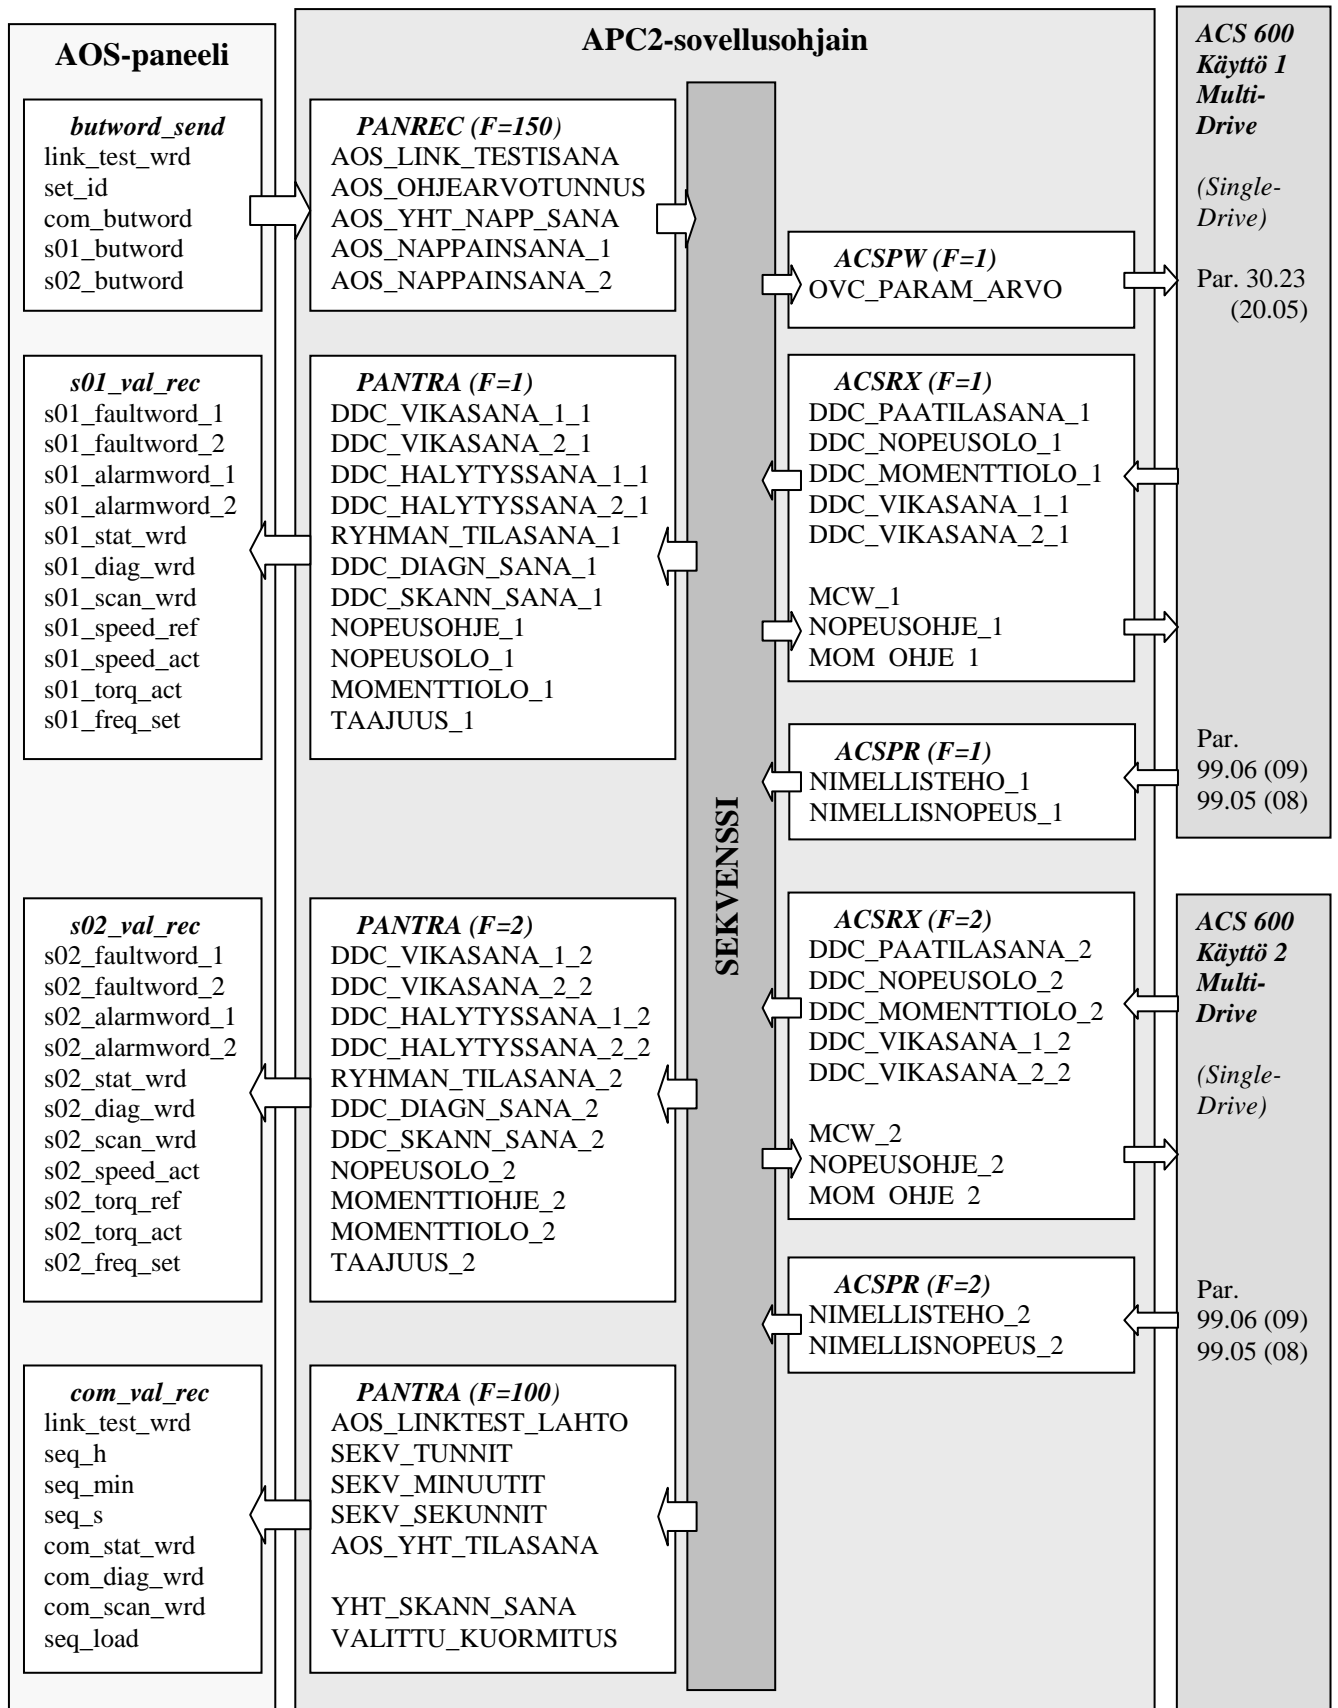 AOS-paneeli
butword_send
link_test_wrd
set_id
com_butword
s01_butword
s02_butword
s01_val_rec
s01_faultword_1
s01_faultword_2
s01_alarmword_1
s01_alarmword_2
s01_stat_wrd
s01_diag_wrd
s01_scan_wrd
s01_speed_ref
s01_speed_act
s01_torq_act
s01_freq_set
s02_val_rec
s02_faultword_1
s02_faultword_2
s02_alarmword_1
s02_alarmword_2
s02_stat_wrd
s02_diag_wrd
s02_scan_wrd
s02_speed_act
s02_torq_ref
s02_torq_act
s02_freq_set
com_val_rec
link_test_wrd
seq_h
seq_min
seq_s
com_stat_wrd
com_diag_wrd
com_scan_wrd
seq_load
APC2-sovellusohjain
PANREC (F=150)
AOS_LINK_TESTISANA
AOS_OHJEARVOTUNNUS
AOS_YHT_NAPP_SANA
AOS_NAPPAINSANA_1
AOS_NAPPAINSANA_2
PANTRA (F=1)
DDC_VIKASANA_1_1
DDC_VIKASANA_2_1
DDC_HALYTYSSANA_1_1
DDC_HALYTYSSANA_2_1
RYHMAN_TILASANA_1
DDC_DIAGN_SANA_1
DDC_SKANN_SANA_1
NOPEUSOHJE_1
NOPEUSOLO_1
MOMENTTIOLO_1
TAAJUUS_1
PANTRA (F=2)
DDC_VIKASANA_1_2
DDC_VIKASANA_2_2
DDC_HALYTYSSANA_1_2
DDC_HALYTYSSANA_2_2
RYHMAN_TILASANA_2
DDC_DIAGN_SANA_2
DDC_SKANN_SANA_2
NOPEUSOLO_2
MOMENTTIOHJE_2
MOMENTTIOLO_2
TAAJUUS_2
PANTRA (F=100)
AOS_LINKTEST_LAHTO
SEKV_TUNNIT
SEKV_MINUUTIT
SEKV_SEKUNNIT
AOS_YHT_TILASANA
YHT_SKANN_SANA
VALITTU_KUORMITUS
SEKVENSSI
ACSPW (F=1)
OVC_PARAM_ARVO
ACSRX (F=1)
DDC_PAATILASANA_1
DDC_NOPEUSOLO_1
DDC_MOMENTTIOLO_1
DDC_VIKASANA_1_1
DDC_VIKASANA_2_1
MCW_1
NOPEUSOHJE_1
MOM OHJE 1
ACSPR (F=1)
NIMELLISTEHO_1
NIMELLISNOPEUS_1
ACSRX (F=2)
DDC_PAATILASANA_2
DDC_NOPEUSOLO_2
DDC_MOMENTTIOLO_2
DDC_VIKASANA_1_2
DDC_VIKASANA_2_2
MCW_2
NOPEUSOHJE_2
MOM OHJE 2
ACSPR (F=2)
NIMELLISTEHO_2
NIMELLISNOPEUS_2
ACS 600
Käyttö 1
Multi-
Drive
(Single-
Drive)
Par. 30.23
(20.05)
Par.
99.06 (09)
99.05 (08)
ACS 600
Käyttö 2
Multi-
Drive
(Single-
Drive)
Par.
99.06 (09)
99.05 (08)